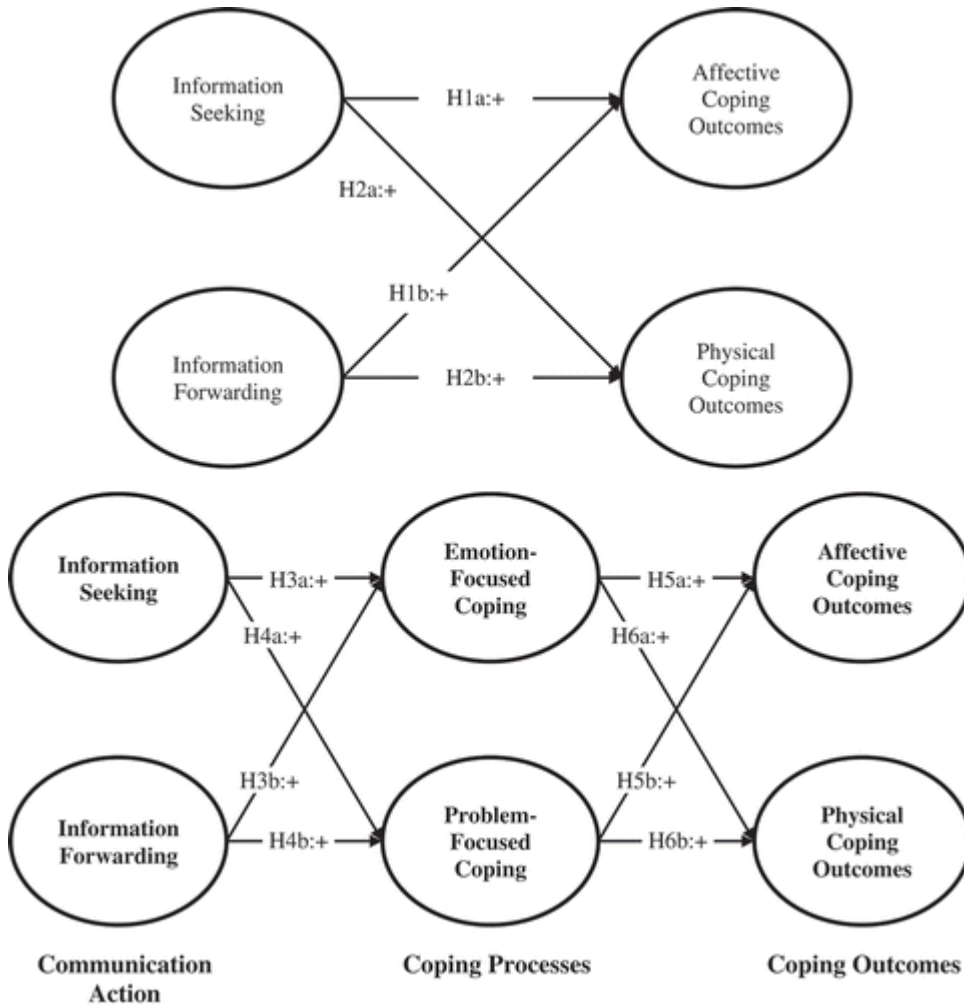 Information
Seeking
H1a:+
Affective
Coping
Outcomes
H2a:+
H1b:+
Information
Forwarding
H2b:+
Physical
Coping
Outcomes
Information
Seeking
H3a:+
Emotion-
Focused
Coping
H5a:+
Affective
Coping
Outcomes
H4a:+
H6a:+
H3b:+
H5b:+
Information
Forwarding
H4b:+
Problem-
Focused
Coping
H6b:+
Physical
Coping
Outcomes
Communication
Action
Coping Processes
Coping Outcomes